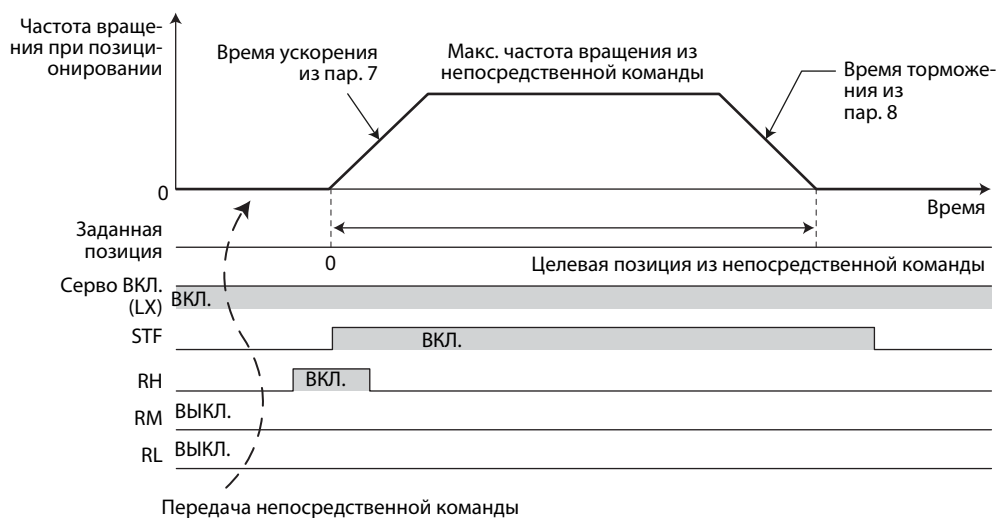 Частота враще-
ния при позици-
онировании
Время ускорения
из пар. 7
Макс. частота вращения из
непосредственной команды
Время торможе-
ния из
пар. 8
0
Время
Заданная
позиция
0
Целевая позиция из непосредственной команды
Серво ВКЛ.
(LX)
ВКЛ.
STF
ВКЛ.
RH
ВКЛ.
RM
ВЫКЛ.
RL
ВЫКЛ.
Передача непосредственной команды